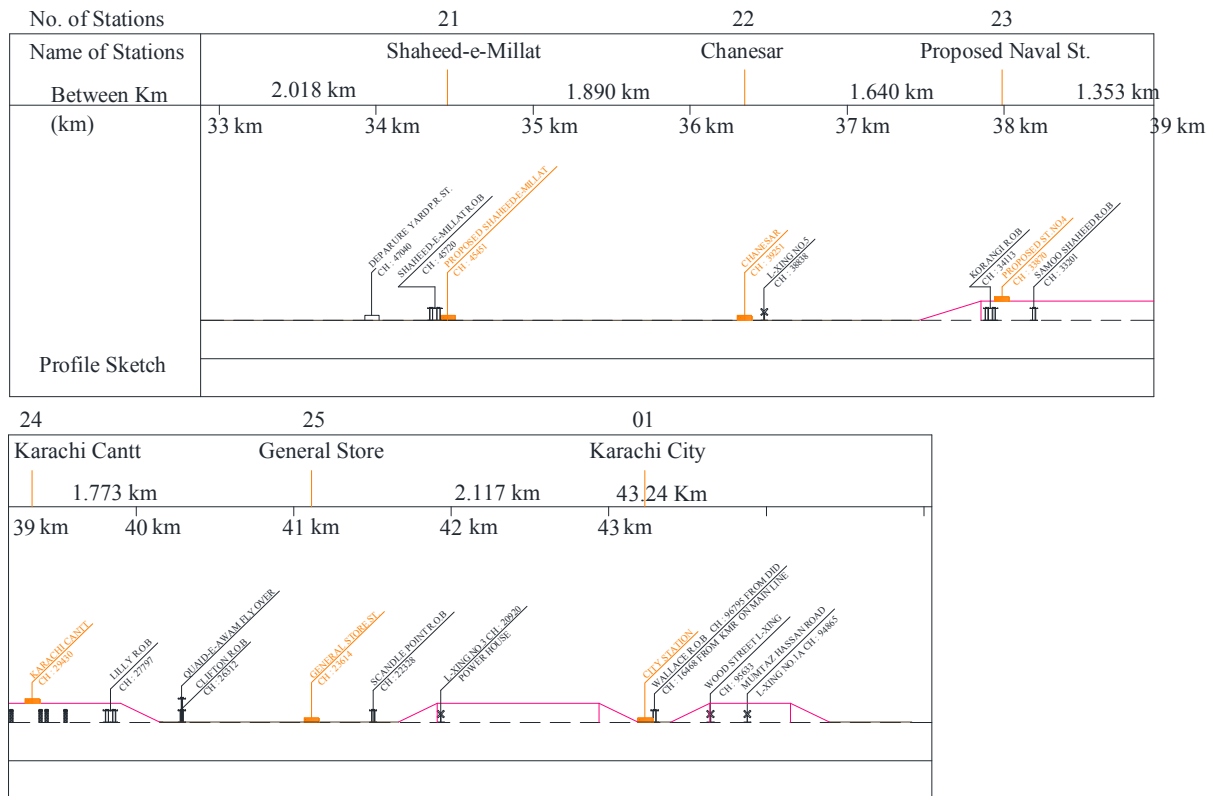 No. of Stations
21
22
23
Name of Stations
Shaheed-e-Millat
Chanesar
Proposed Naval St.
Between Km
2.018 km
1.890 km
1.640 km
1.353 km
(km)
33 km
34 km
35 km
36 km
37 km
38 km
39 km
DEPARURE YARD P.R. ST.
CH : 47040
SHAHEED-E-MILLAT R.O.B
CH : 45720
PROPOSED SHAHEED-E-MILLAT
CH : 45451
CHANESAR
CH : 39251
L-XING NO.5
CH : 38838
KORANGI R.O.B
CH : 34113
PROPOSED ST.NO.4
CH : 33870
SAMOO SHAHEED R.O.B
CH : 33201
Profile Sketch
24
25
01
Karachi Cantt
General Store
Karachi City
1.773 km
2.117 km
43.24 Km
39 km
40 km
41 km
42 km
43 km
KARACHI CANTT
CH : 29430
LILLY R.O.B
CH : 27797
QUAID-E-AWAM FLY OVER
CLIFTON R.O.B
CH : 26312
GENERAL STORE ST.
CH : 23614
SCANDLE POINT R.O.B
CH : 22328
L-XING NO.3 CH : 20920
POWER HOUSE
CITY STATION
WALLACE R.O.B CH : 96795 FROM DID
CH : 16468 FROM KMR ON MAIN LINE
WOOD STREET L-XING
CH : 95633
MUMTAZ HASSAN ROAD
L-XING NO.1A CH : 94865